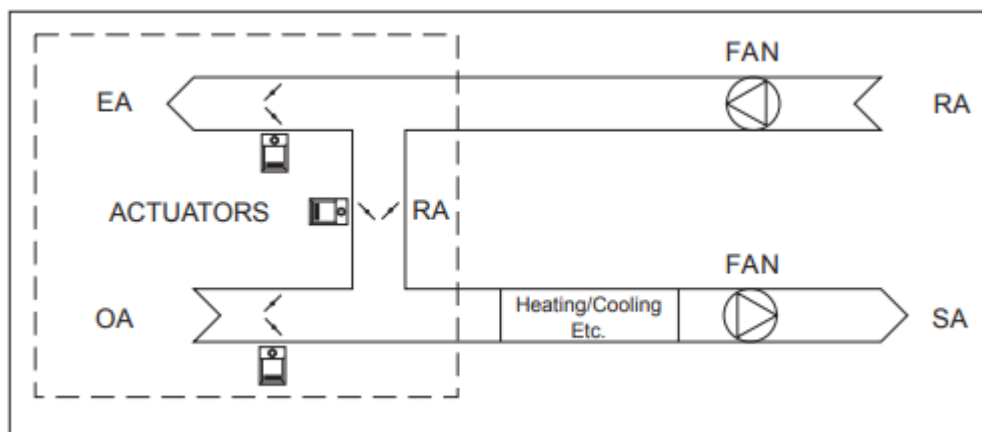 FAN
EA
RA
ACTUATORS
RA
FAN
OA
Heating/Cooling
Etc.
SA